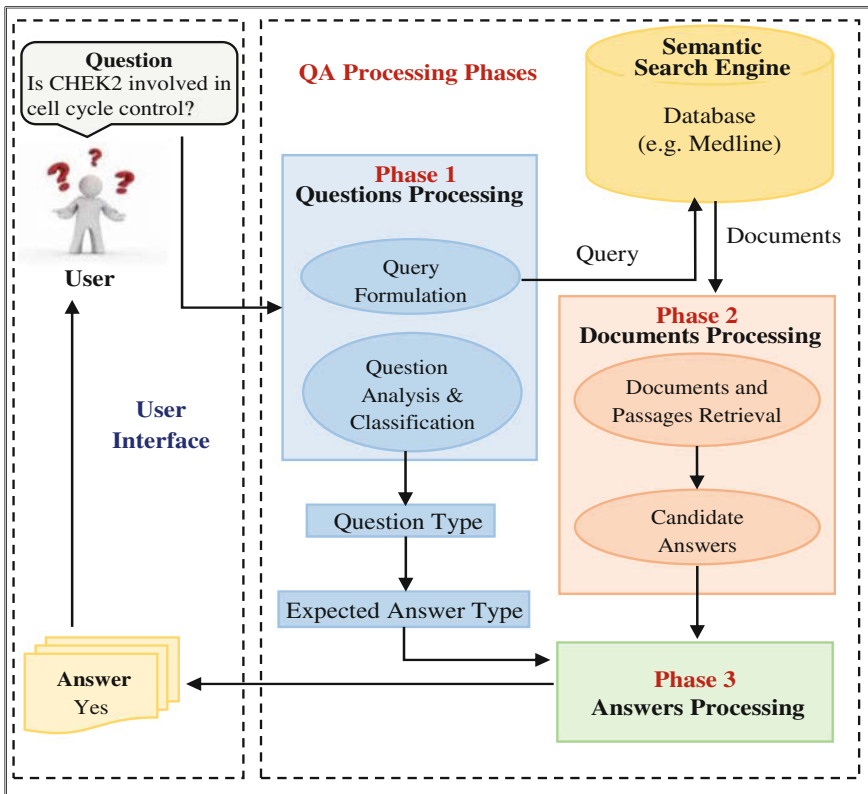 Question
Is CHEK2 involved in
cell cycle control?
User
User
Interface
Answer
Yes
QA Processing Phases
Phase 1
Questions Processing
Query
Formulation
Question
Analysis &
Classification
Question Type
Expected Answer Type
Query
Semantic
Search Engine
Database
(e.g. Medline)
Documents
Phase 2
Documents Processing
Documents and
Passages Retrieval
Candidate
Answers
Phase 3
Answers Processing